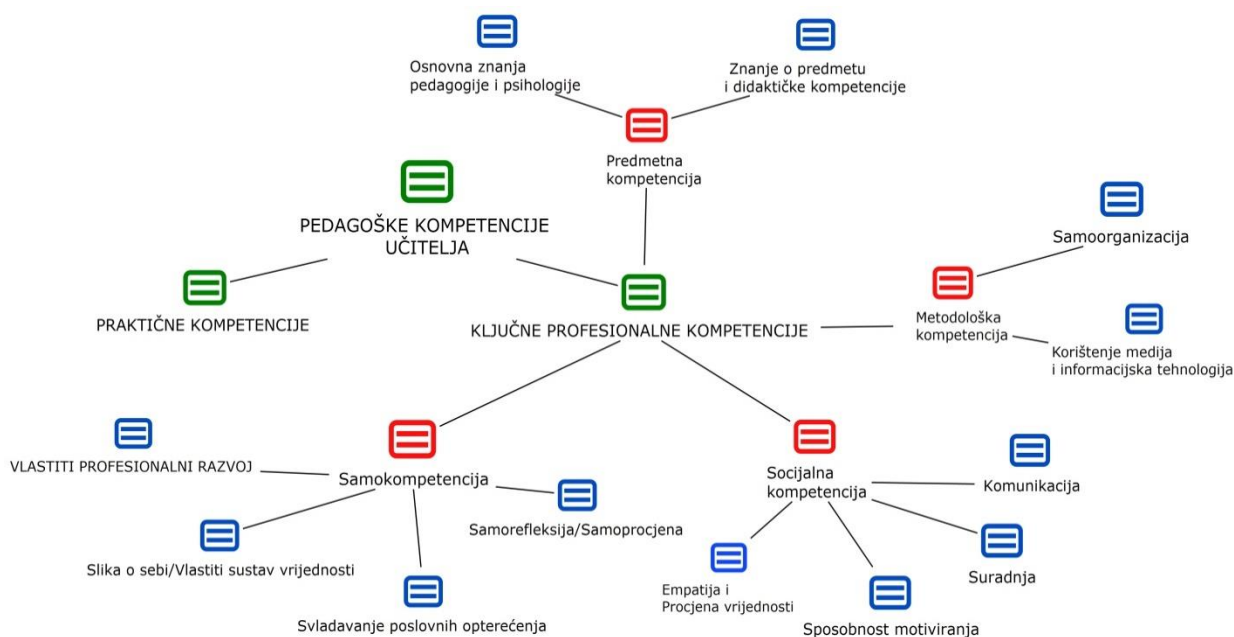 Osnovna znanja
pedagogije i psihologije
Znanje o predmetu
i didaktičke kompetencije
Predmetna
kompetencija
PEDAGOŠKE KOMPETENCIJE
UČITELJA
Samoorganizacija
PRAKTIČNE KOMPETENCIJE
KLJUČNE PROFESIONALNE KOMPETENCIJE
Metodološka
kompetencija
Korištenje medija
i informacijska tehnologija
VLASTITI PROFESIONALNI RAZVOJ
Samokompetencija
Socijalna
kompetencija
Komunikacija
Samorefleksija/Samoprocjena
Slika o sebi/Vlastiti sustav vrijednosti
Suradnja
Empatija i
Procjena vrijednosti
Svladavanje poslovnih opterećenja
Sposobnost motiviranja